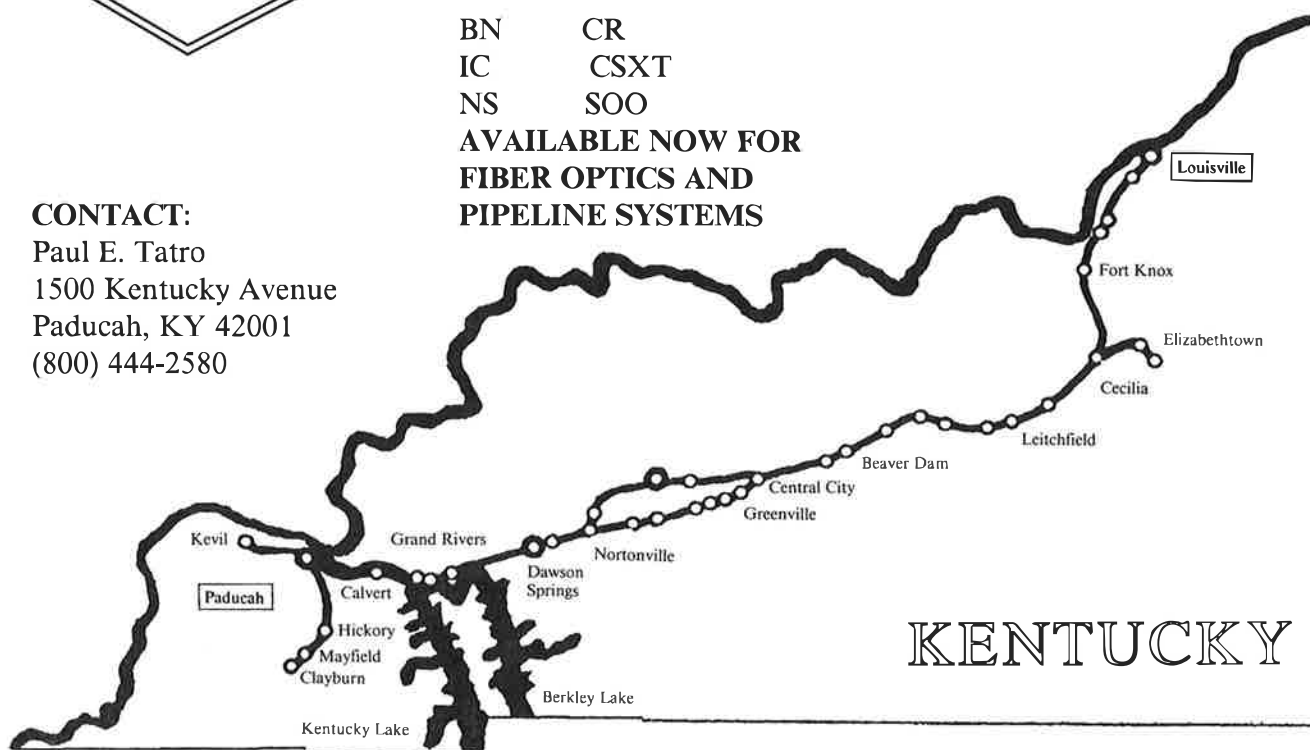 BN CR
IC CSXT
NS SOO
AVAILABLE NOW FOR
FIBER OPTICS AND
PIPELINE SYSTEMS
CONTACT:
Paul E. Tatro
1500 Kentucky Avenue
Paducah, KY 42001
(800) 444-2580
Louisville
Fort Knox
Elizabethtown
Cecilia
Leitchfield
Beaver Dam
Central City
Greenville
Nortonville
Dawson
Springs
Grand Rivers
Kevil
Calvert
Paducah
Hickory
Mayfield
Clayburn
KENTUCKY
Berkley Lake
Kentucky Lake